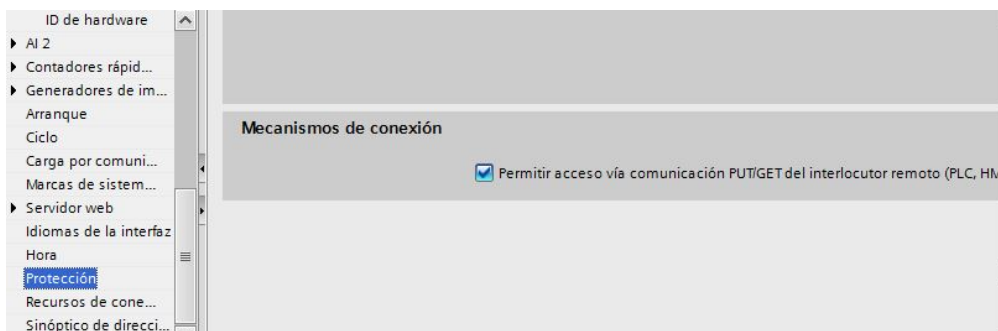 ID de hardware
AI 2
Contadores rápid...
Generadores de im...
Arranque
Ciclo
Carga por comuni...
Marcas de sistem...
Servidor web
Idiomas de la interfaz
Hora
Protección
Recursos de cone...
Sinóptico de direcci...
Mecanismos de conexión
Permitir acceso vía comunicación PUT/GET del interlocutor remoto (PLC, HM